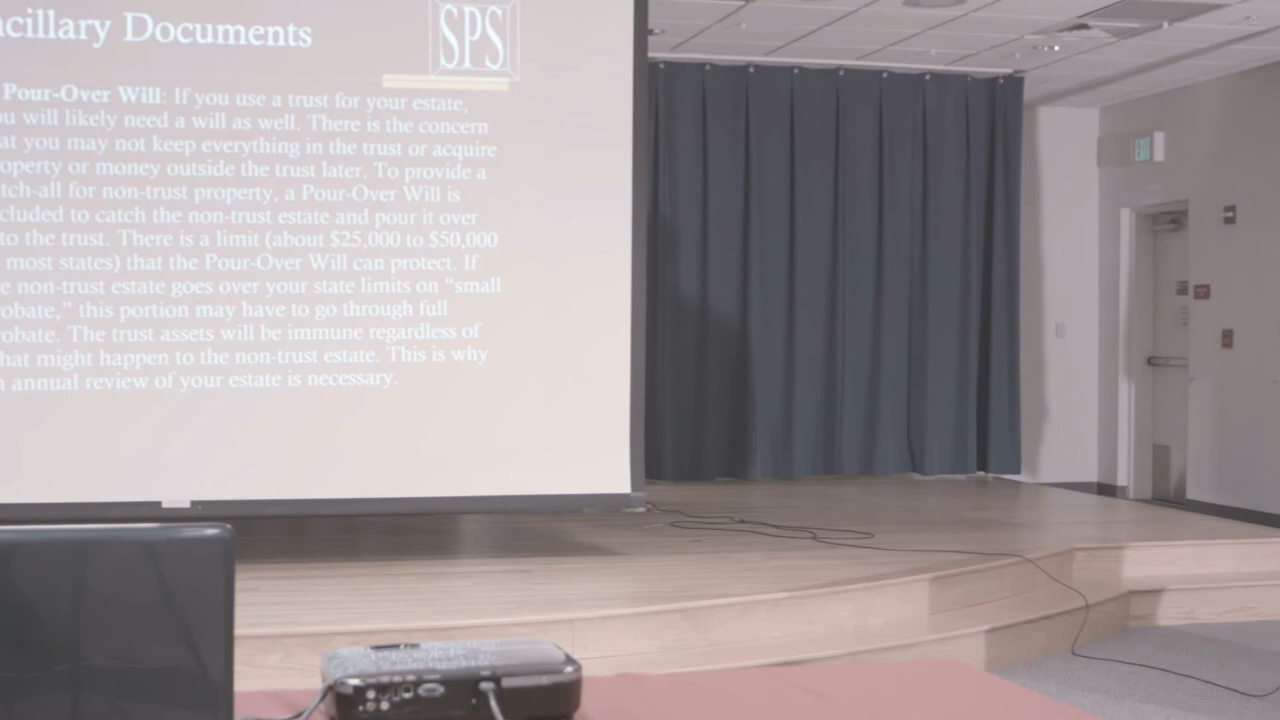 cillary Documents
SPS
Pour-Over Will: If you use a trust for your estate,
u will likely need a will as well. There is the concern
at you may not keep everything in the trust or acquire
operty or money outside the trust later. To provide a
tch-all for non-trust property, a Pour-Over Will is
cluded to catch the non-trust estate and pour it over
to the trust. There is a limit (about $25,000 to $50,000
most states) that the Pour-Over Will can protect. If
e non-trust estate goes over your state limits on "small
obate," this portion may have to go through full
obate. The trust assets will be immune regardless of
hat might happen to the non-trust estate. This is why
annual review of your estate is necessary.
EXIT